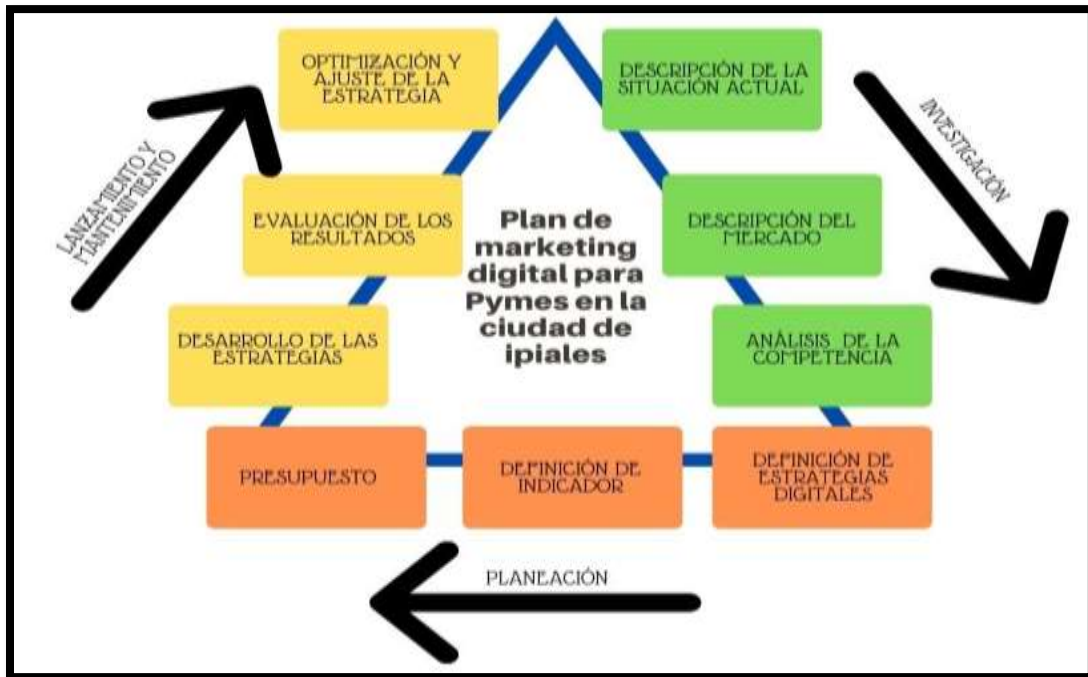 OPTIMIZACIÓN Y
AJUSTE DE LA
ESTRATEGIA
DESCRIPCIÓN DE LA
SITUACIÓN ACTUAL
LANZAMIENTO Y
MANTENIMIENTO
INVESTIGACIÓN
EVALUACIÓN DE LOS
RESULTADOS
Plan de
marketing
digital para
Pymes en la
ciudad de
ipiales
DESCRIPCIÓN DEL
MERCADO
DESARROLLO DE LAS
ESTRATEGIAS
ANÁLISIS DE LA
COMPETENCIA
PRESUPUESTO
DEFINICIÓN DE
INDICADOR
DEFINICIÓN DE
ESTRATEGIAS
DIGITALES
PLANEACIÓN